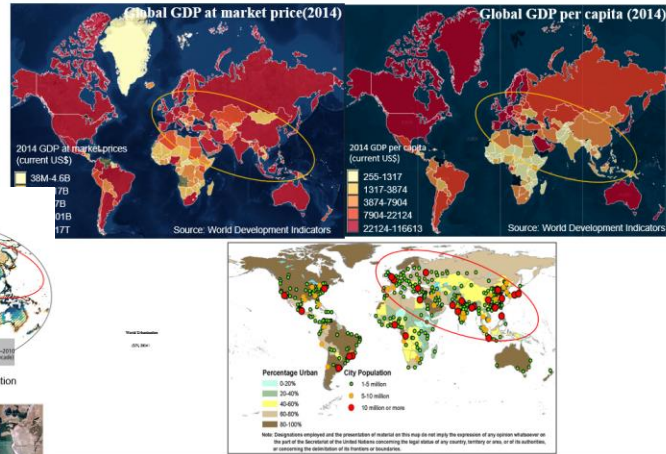 Global GDP at market price(2014)
Global GDP per capita (2014)
2014 GDP at market prices
(current US$)
38M-4.6B
17B
7B
01B
17T
Source: World Development Indicators
2014 GDP per capita
(current US$)
255-1317
1317-3874
3874-7904
7904-22124
22124-116613
Source: World Development Indicators
-2010
tion
Percentage Urban
0-20%
20-40%
40-60%
60-80%
80-100%
City Population
1-5 million
5-10 million
10 million or more
Note: Designations employed and the presentation of material on this map do not imply the expression of any opinion whatsoever on
the part of the Secretariat of the United Nations concerning the legal status of any country, territory or area, or of its authorities,
or concerning the delimitation of its frontiers or boundaries.